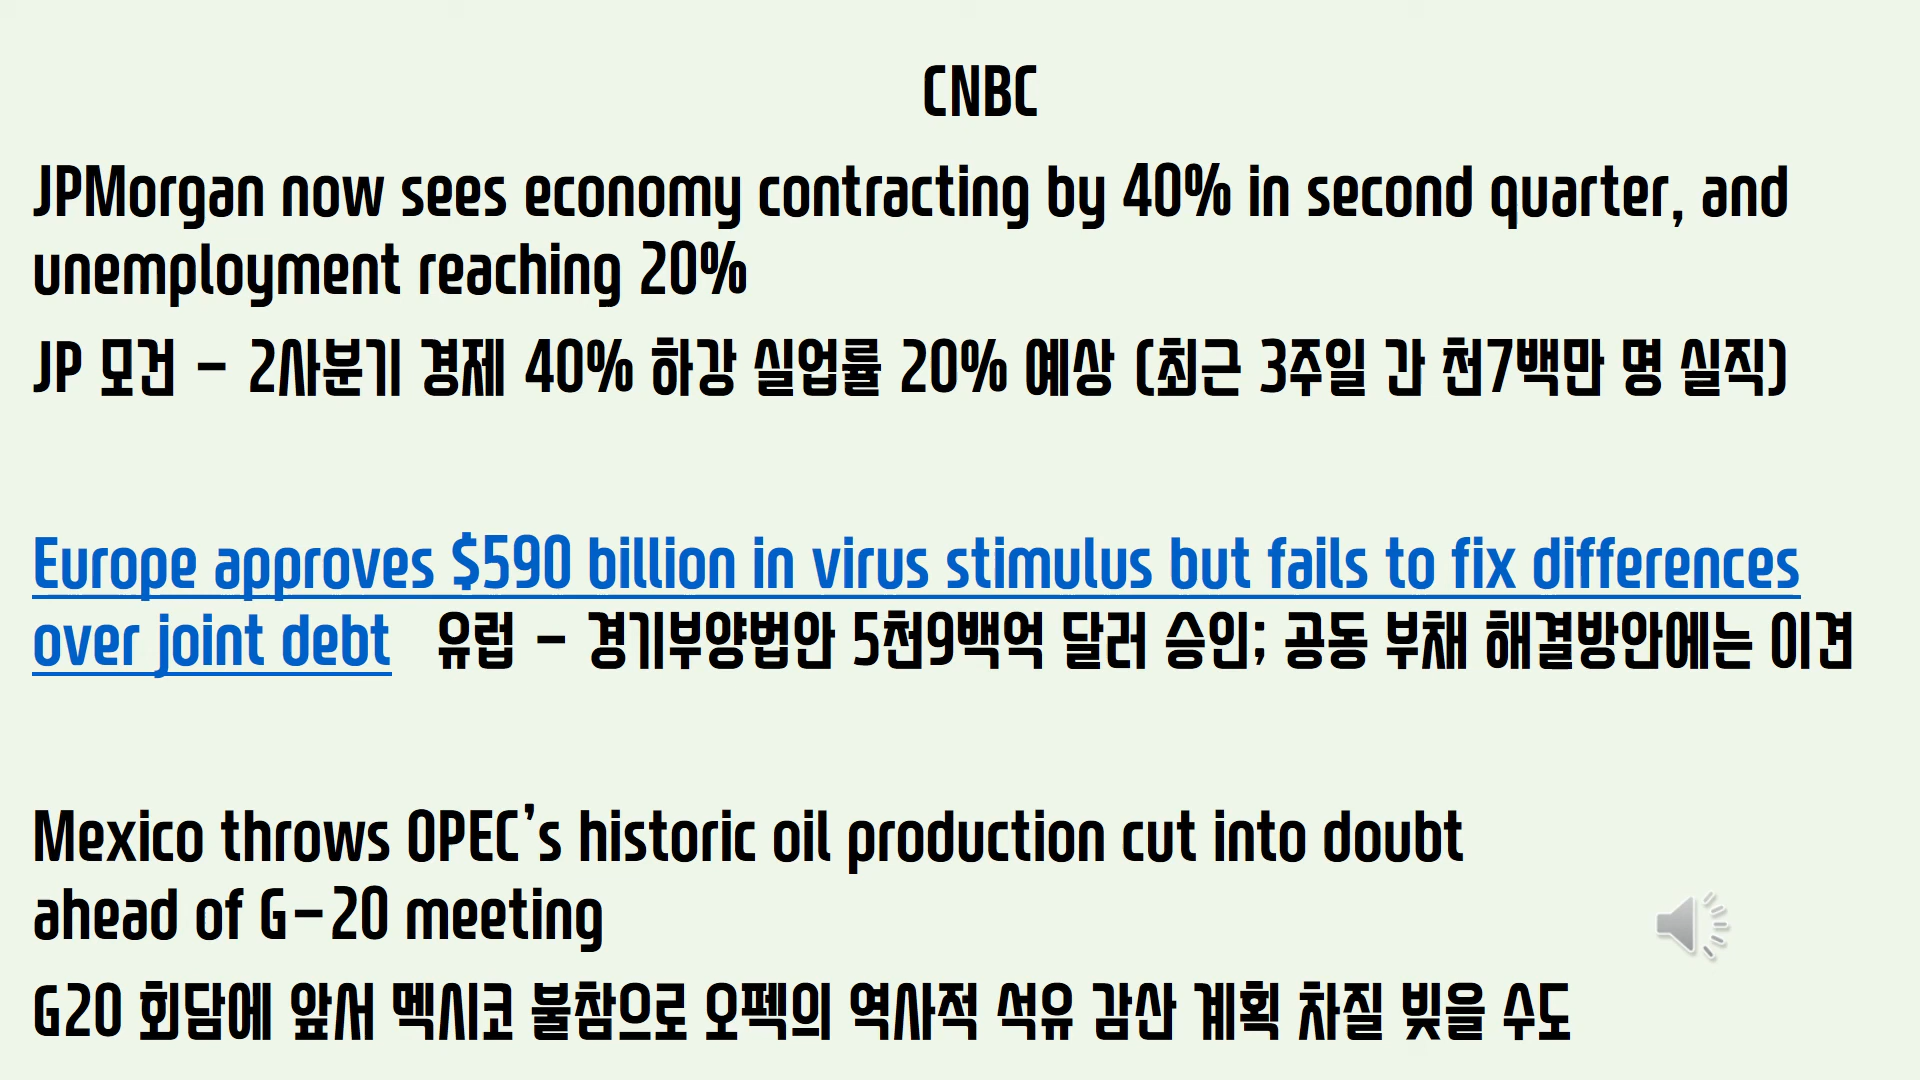 CNBC
JPMorgan now sees economy contracting by 40% in second quarter, and
unemployment reaching 20%
JP 모건 – 2사분기 경제 40% 하강 실업률 20% 예상 (최근 3주일 간 천7백만 명 실직)
Europe approves $590 billion in virus stimulus but fails to fix differences
over joint debt 유럽 – 경기부양법안 5천9백억 달러 승인; 공동 부채 해결방안에는 이견
Mexico throws OPEC’s historic oil production cut into doubt
ahead of G-20 meeting
G20 회담에 앞서 멕시코 불참으로 오펙의 역사적 석유 감산 계획 차질 빚을 수도